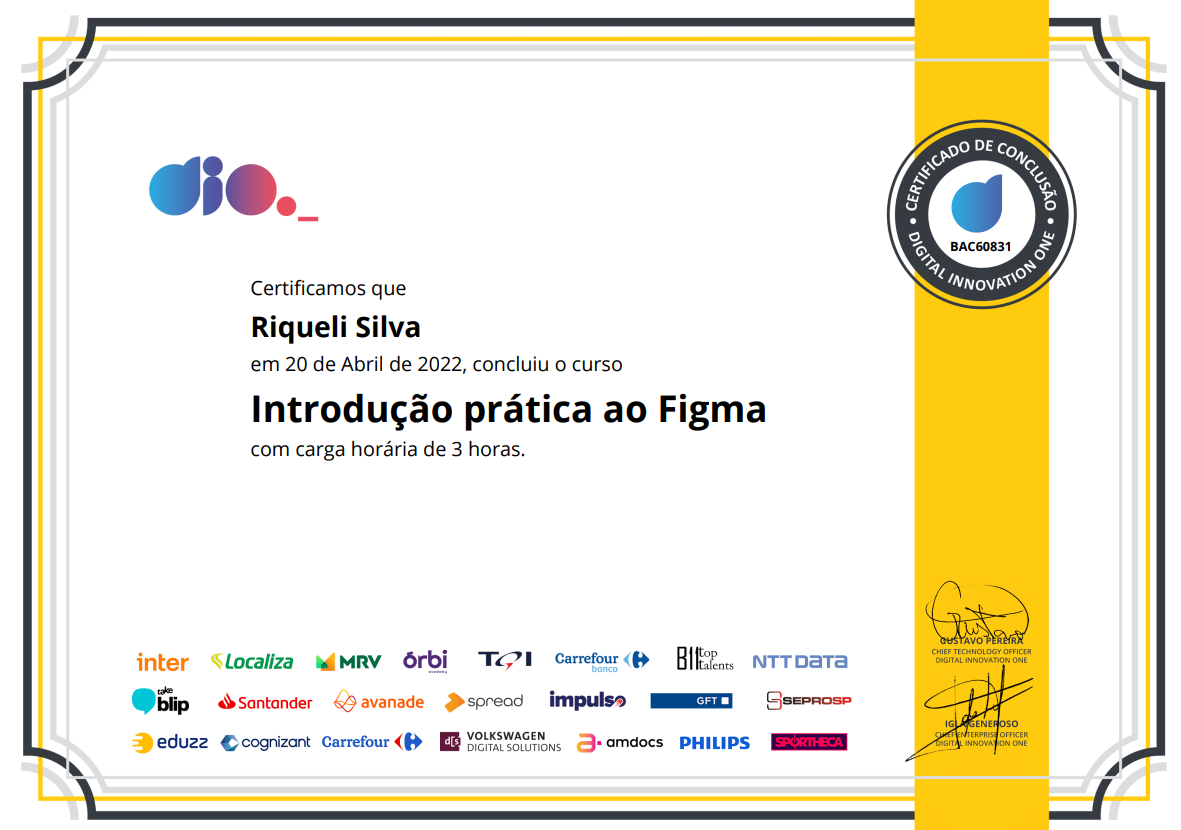 dio._
CERTIFICADO DE CONCLUSÃO
BAC60831
DIGITAL INNOVATION ONE
Certificamos que
Riqueli Silva
em 20 de Abril de 2022, concluiu o curso
Introdução prática ao Figma
com carga horária de 3 horas.
GUSTAVO PEREIRA
CHIEF TECHNOLOGY OFFICER
DIGITAL INNOVATION ONE
inter Localiza MRV órbi academy TQI Carrefour banco B11 top talents NTT DATA
take blip Santander avanade spread impulso GFT SEPROSP
eduzz cognizant Carrefour d[s VOLKSWAGEN DIGITAL SOLUTIONS amdocs PHILIPS SPORTHECA
GENEROSO
CHIEF ENTERPRISE OFFICER
DIGITAL INNOVATION ONE